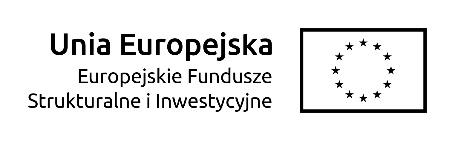 Unia Europejska
Europejskie Fundusze
Strukturalne i Inwestycyjne